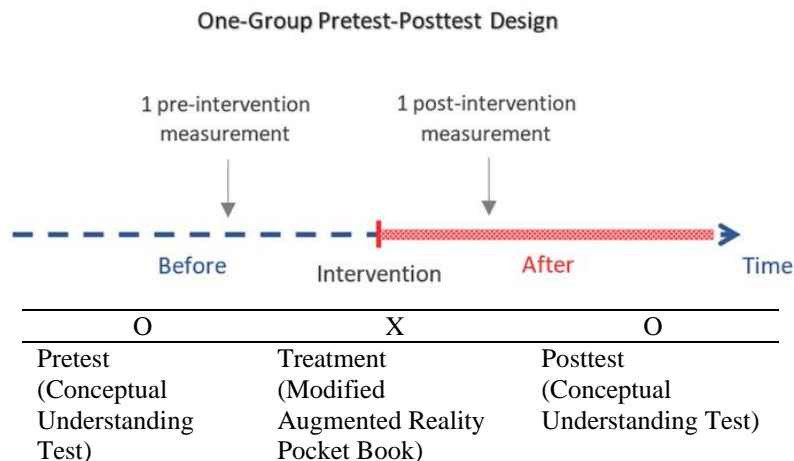 One-Group Pretest-Posttest Design
1 pre-intervention
measurement
1 post-intervention
measurement
Before
Intervention
After
Time
O X O
Pretest Treatment Posttest
(Conceptual (Modified (Conceptual
Understanding Augmented Reality Understanding Test)
Test) Pocket Book)